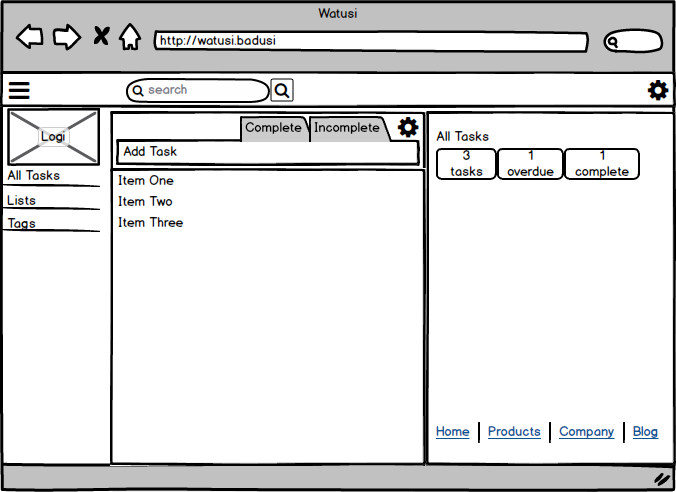 Watusi
http://watusi.badusi
search
Logi
All Tasks
Lists
Tags
Complete Incomplete
Add Task
Item One
Item Two
Item Three
All Tasks
3 tasks
1 overdue
1 complete
Home Products Company Blog